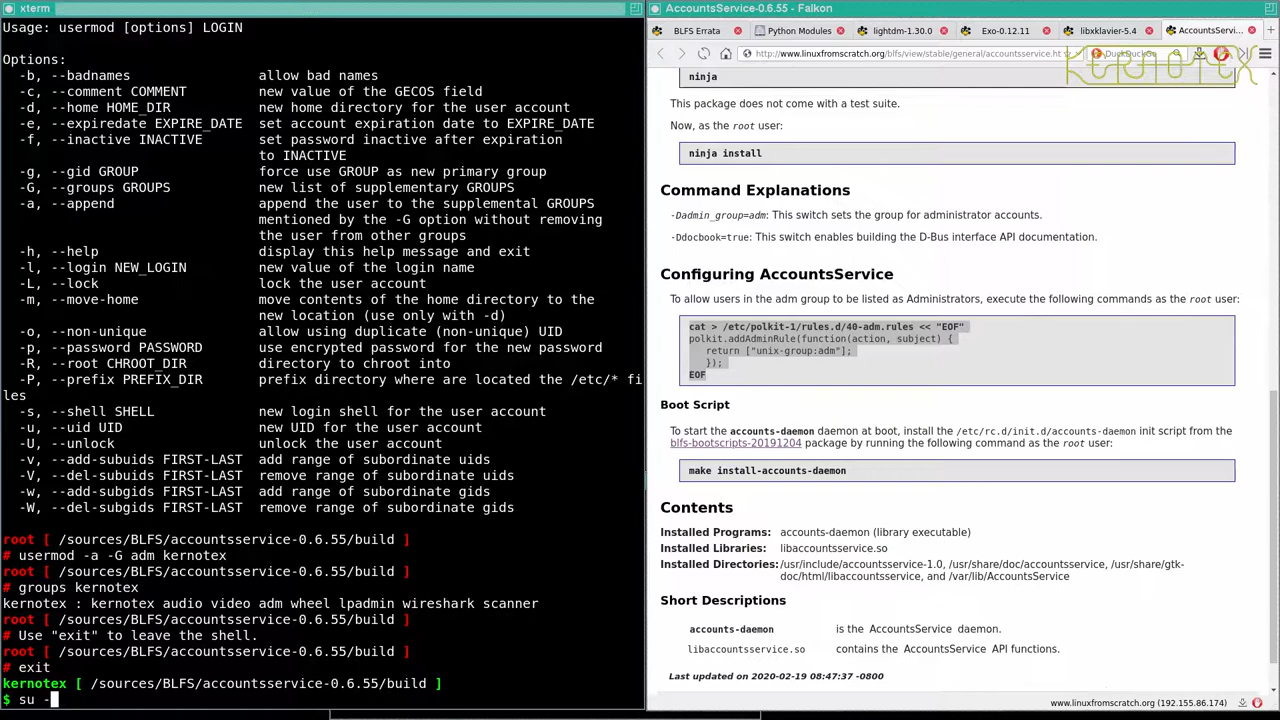 xterm
Usage: usermod [options] LOGIN
Options:
-b, --badnames allow bad names
-c, --comment COMMENT new value of the GECOS field
-d, --home HOME_DIR new home directory for the user account
-e, --expiredate EXPIRE_DATE set account expiration date to EXPIRE_DATE
-f, --inactive INACTIVE set password inactive after expiration
to INACTIVE
-g, --gid GROUP force use GROUP as new primary group
-G, --groups GROUPS new list of supplementary GROUPS
-a, --append append the user to the supplemental GROUPS
mentioned by the -G option without removing
the user from other groups
-h, --help display this help message and exit
-l, --login NEW_LOGIN new value of the login name
-L, --lock lock the user account
-m, --move-home move contents of the home directory to the
new location (use only with -d)
-o, --non-unique allow using duplicate (non-unique) UID
-p, --password PASSWORD use encrypted password for the new password
-R, --root CHROOT_DIR directory to chroot into
-P, --prefix PREFIX_DIR prefix directory where are located the /etc/* fi
les
-s, --shell SHELL new login shell for the user account
-u, --uid UID new UID for the user account
-U, --unlock unlock the user account
-v, --add-subuids FIRST-LAST add range of subordinate uids
-V, --del-subuids FIRST-LAST remove range of subordinate uids
-w, --add-subgids FIRST-LAST add range of subordinate gids
-W, --del-subgids FIRST-LAST remove range of subordinate gids
root [ /sources/BLFS/accountsservice-0.6.55/build ]
# usermod -a -G adm kernotex
root [ /sources/BLFS/accountsservice-0.6.55/build ]
# groups kernotex
kernotex : kernotex audio video adm wheel lpadmin wireshark scanner
root [ /sources/BLFS/accountsservice-0.6.55/build ]
# Use "exit" to leave the shell.
root [ /sources/BLFS/accountsservice-0.6.55/build ]
# exit
kernotex [ /sources/BLFS/accountsservice-0.6.55/build ]
$ su -
AccountsService-0.6.55 - Falkon
BLFS Errata Python Modules lightdm-1.30.0 Exo-0.12.11 libxklavier-5.4 AccountsServi...
http://www.linuxfromscratch.org/blfs/view/stable/general/accountsservice.ht DuckDuckGo
KERNOTEX
ninja
This package does not come with a test suite.
Now, as the root user:
ninja install
Command Explanations
-Dadmin_group=adm: This switch sets the group for administrator accounts.
-Ddocbook=true: This switch enables building the D-Bus interface API documentation.
Configuring AccountsService
To allow users in the adm group to be listed as Administrators, execute the following commands as the root user:
cat > /etc/polkit-1/rules.d/40-adm.rules << "EOF"
polkit.addAdminRule(function(action, subject) {
return ["unix-group:adm"];
});
EOF
Boot Script
To start the accounts-daemon daemon at boot, install the /etc/rc.d/init.d/accounts-daemon init script from the
blfs-bootscripts-20191204 package by running the following command as the root user:
make install-accounts-daemon
Contents
Installed Programs: accounts-daemon (library executable)
Installed Libraries: libaccountsservice.so
Installed Directories: /usr/include/accountsservice-1.0, /usr/share/doc/accountsservice, /usr/share/gtk-
doc/html/libaccountsservice, and /var/lib/AccountsService
Short Descriptions
accounts-daemon is the AccountsService daemon.
libaccountsservice.so contains the AccountsService API functions.
Last updated on 2020-02-19 08:47:37 -0800
www.linuxfromscratch.org (192.155.86.174)